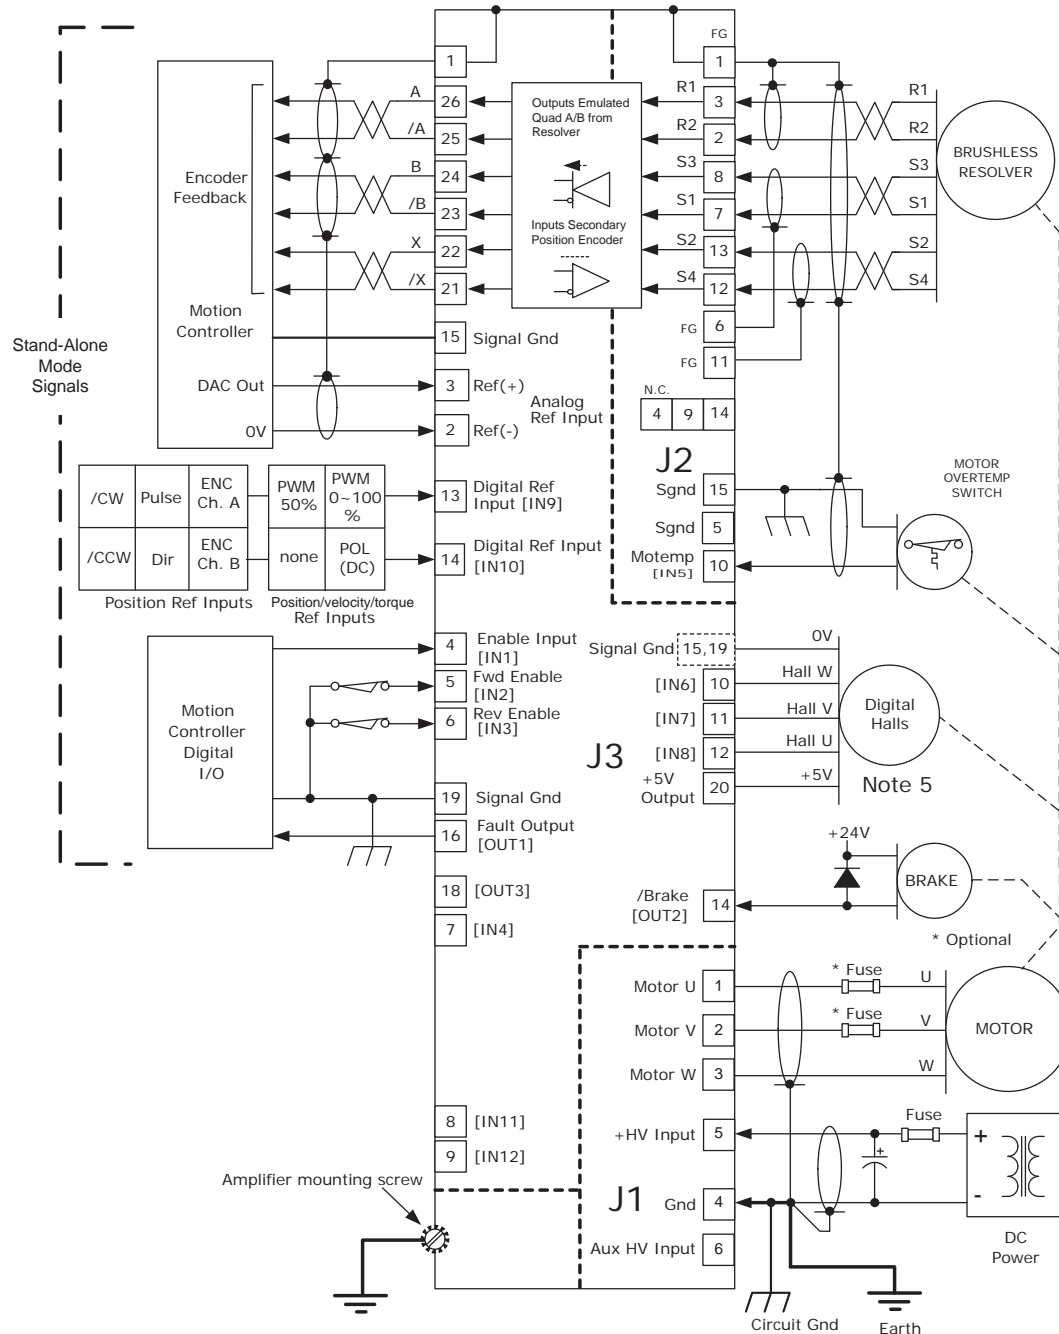 Stand-Alone
Mode
Signals
Encoder
Feedback
Motion
Controller
DAC Out
0V
A
/A
B
/B
X
/X
1
26
25
24
23
22
21
15 Signal Gnd
3 Ref(+)
2 Ref(-)
Analog
Ref Input
Outputs Emulated
Quad A/B from
Resolver
Inputs Secondary
Position Encoder
FG
1
R1 3
R2 2
S3 8
S1 7
S2 13
S4 12
FG 6
FG 11
R1
R2
S3
S1
S2
S4
BRUSHLESS
RESOLVER
N.C.
4 9 14
J2
Sgnd 15
Sgnd 5
Motemp
[IN5] 10
MOTOR
OVERTEMP
SWITCH
/CW Pulse ENC
Ch. A
PWM
50%
PWM
0~100
%
/CCW Dir ENC
Ch. B
none
POL
(DC)
Position Ref Inputs
Position/velocity/torque
Ref Inputs
13 Digital Ref
Input [IN9]
14 Digital Ref Input
[IN10]
Motion
Controller
Digital
I/O
4 Enable Input
[IN1]
5 Fwd Enable
[IN2]
6 Rev Enable
[IN3]
19 Signal Gnd
16 Fault Output
[OUT1]
18 [OUT3]
7 [IN4]
J3
Signal Gnd 15,19 0V
[IN6] 10 Hall W
[IN7] 11 Hall V
[IN8] 12 Hall U
+5V
Output 20 +5V
Digital
Halls
Note 5
+24V
/Brake
[OUT2] 14
BRAKE
* Optional
Motor U 1 * Fuse U
Motor V 2 * Fuse V
Motor W 3 W
MOTOR
8 [IN11]
9 [IN12]
Amplifier mounting screw
J1
+HV Input 5
Fuse
+
+
-
Gnd 4
Aux HV Input 6
DC
Power
Circuit Gnd
Earth